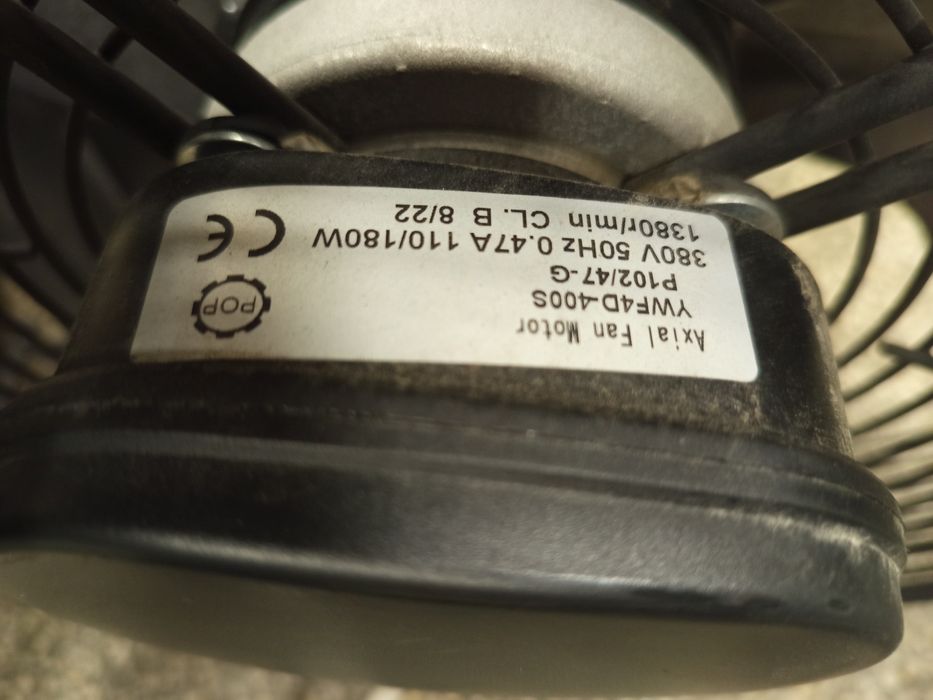 Axial Fan Motor
YWF4D-400S
P102/47-G
380V 50Hz 0.47A 110/180W
1380r/min CL. B 8/22
POP
CE